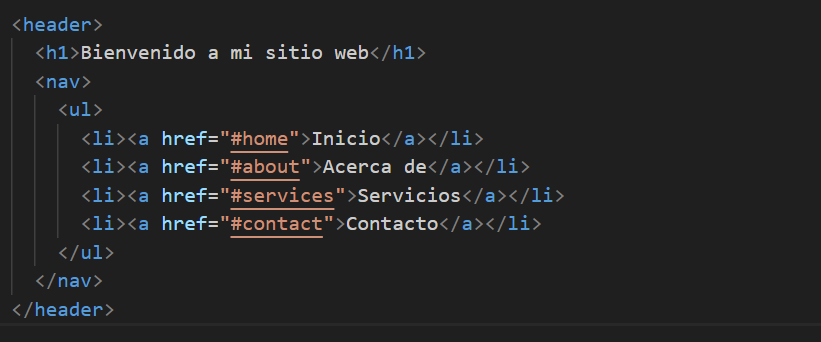 <header>
<h1>Bienvenido a mi sitio web</h1>
<nav>
<ul>
<li><a href="#home">Inicio</a></li>
<li><a href="#about">Acerca de</a></li>
<li><a href="#services">Servicios</a></li>
<li><a href="#contact">Contacto</a></li>
</ul>
</nav>
</header>